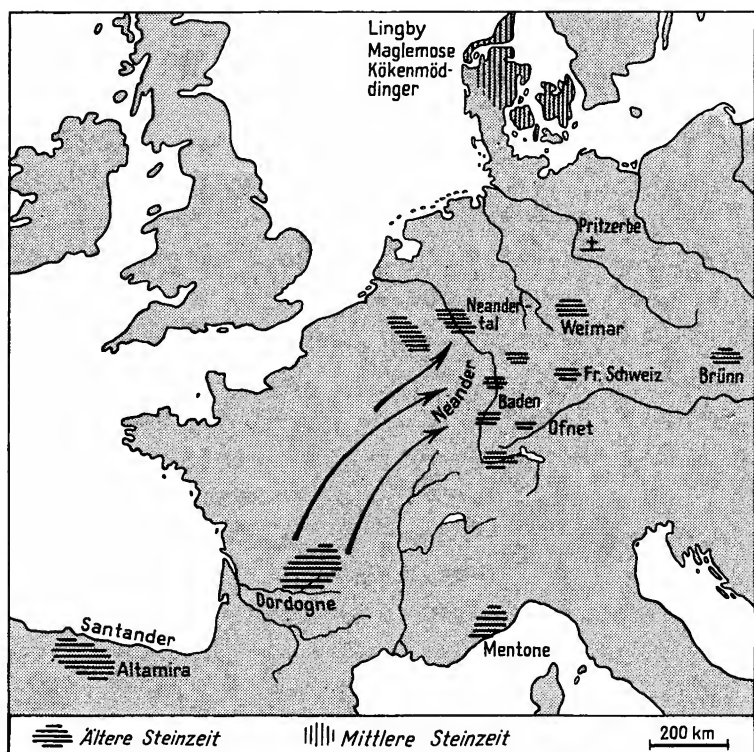 Lingby
Maglemose
Kökenmöd-
dinger
Pritzerbe
Neander-
tal
Weimar
Neander
Fr. Schweiz
Brünn
Baden
Ofnet
Dordogne
Santander
Altamira
Mentone
Ältere Steinzeit
Mittlere Steinzeit
200 km